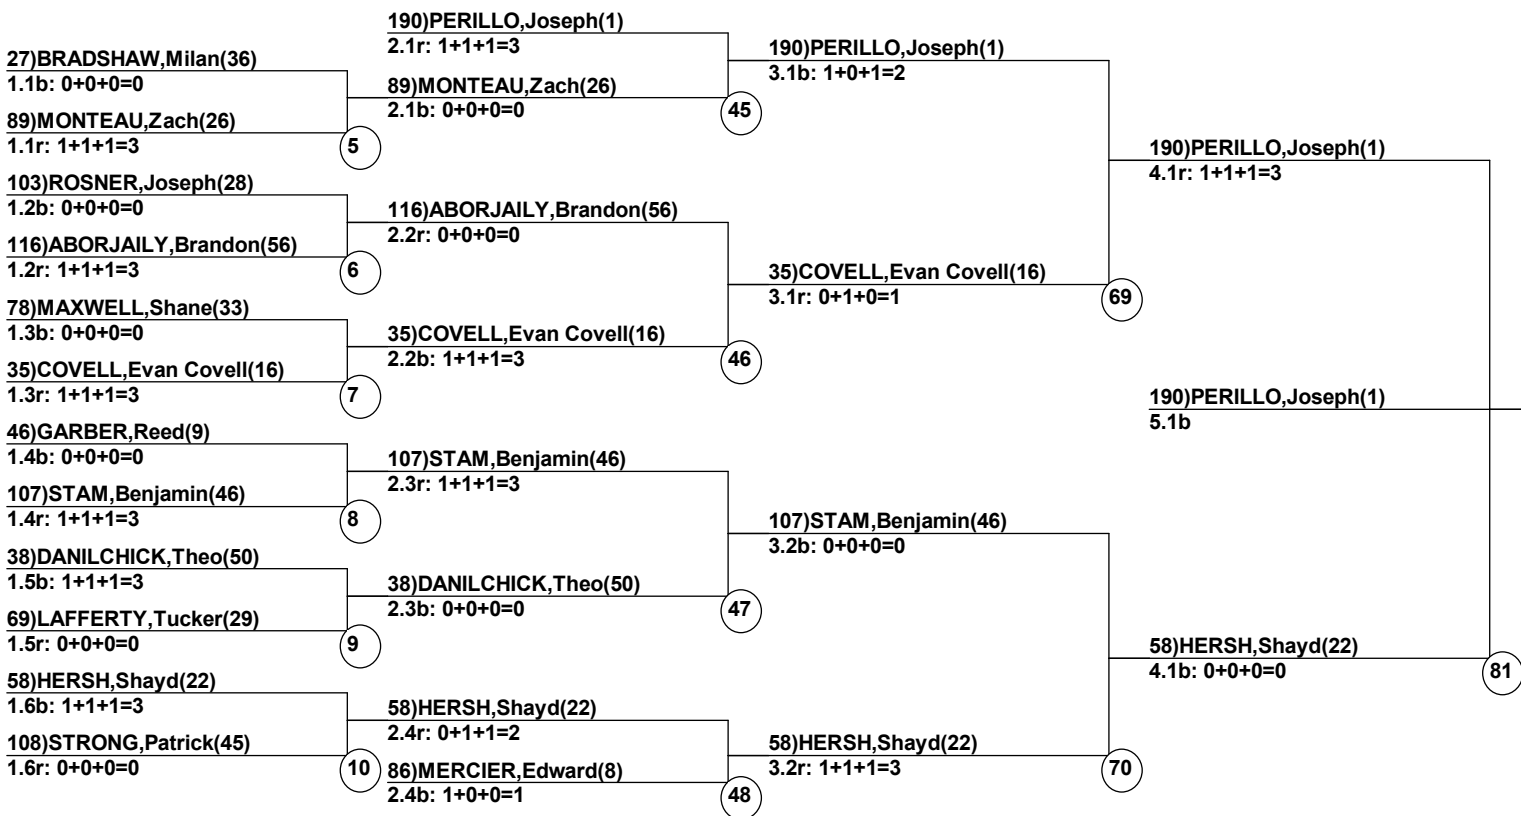 27)BRADSHAW,Milan(36)
1.1b: 0+0+0=0
89)MONTEAU,Zach(26)
1.1r: 1+1+1=3
5
103)ROSNER,Joseph(28)
1.2b: 0+0+0=0
116)ABORJAILY,Brandon(56)
1.2r: 1+1+1=3
6
78)MAXWELL,Shane(33)
1.3b: 0+0+0=0
35)COVELL,Evan Covell(16)
1.3r: 1+1+1=3
7
46)GARBER,Reed(9)
1.4b: 0+0+0=0
107)STAM,Benjamin(46)
1.4r: 1+1+1=3
8
38)DANILCHICK,Theo(50)
1.5b: 1+1+1=3
69)LAFFERTY,Tucker(29)
1.5r: 0+0+0=0
9
58)HERSH,Shayd(22)
1.6b: 1+1+1=3
108)STRONG,Patrick(45)
1.6r: 0+0+0=0
10
190)PERILLO,Joseph(1)
2.1r: 1+1+1=3
89)MONTEAU,Zach(26)
2.1b: 0+0+0=0
45
116)ABORJAILY,Brandon(56)
2.2r: 0+0+0=0
35)COVELL,Evan Covell(16)
2.2b: 1+1+1=3
46
107)STAM,Benjamin(46)
2.3r: 1+1+1=3
38)DANILCHICK,Theo(50)
2.3b: 0+0+0=0
47
58)HERSH,Shayd(22)
2.4r: 0+1+1=2
86)MERCIER,Edward(8)
2.4b: 1+0+0=1
48
190)PERILLO,Joseph(1)
3.1b: 1+0+1=2
35)COVELL,Evan Covell(16)
3.1r: 0+1+0=1
69
107)STAM,Benjamin(46)
3.2b: 0+0+0=0
58)HERSH,Shayd(22)
3.2r: 1+1+1=3
70
190)PERILLO,Joseph(1)
4.1r: 1+1+1=3
190)PERILLO,Joseph(1)
5.1b
58)HERSH,Shayd(22)
4.1b: 0+0+0=0
81